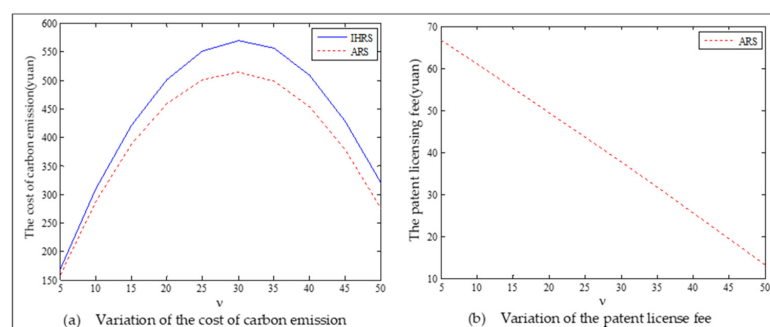 600
550
500
450
400
350
300
250
200
150
The cost of carbon emission(yuan)
IHRS
ARS
5 10 15 20 25 30 35 40 45 50
ν
(a) Variation of the cost of carbon emission
70
60
50
40
30
20
10
The patent licensing fee(yuan)
ARS
5 10 15 20 25 30 35 40 45 50
ν
(b) Variation of the patent license fee